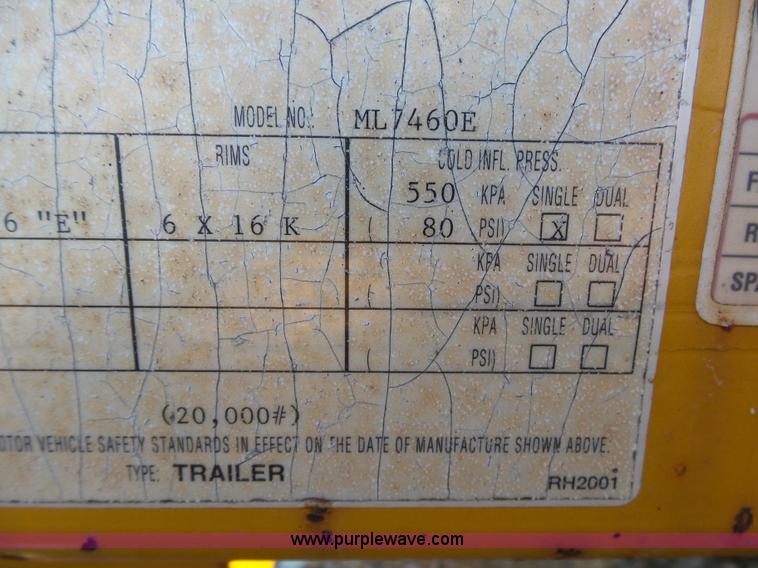 MODEL NO.: ML7460E
RIMS COLD INFL. PRESS.
550 KPA SINGLE DUAL
6 "E" 6 X 16 K ( 80 PSI) X
KPA SINGLE DUAL
( PSI)
KPA SINGLE DUAL
( PSI)
(20,000#)
OTOR VEHICLE SAFETY STANDARDS IN EFFECT ON THE DATE OF MANUFACTURE SHOWN ABOVE.
TYPE: TRAILER
RH2001
F
R
SPA
www.purplewave.com